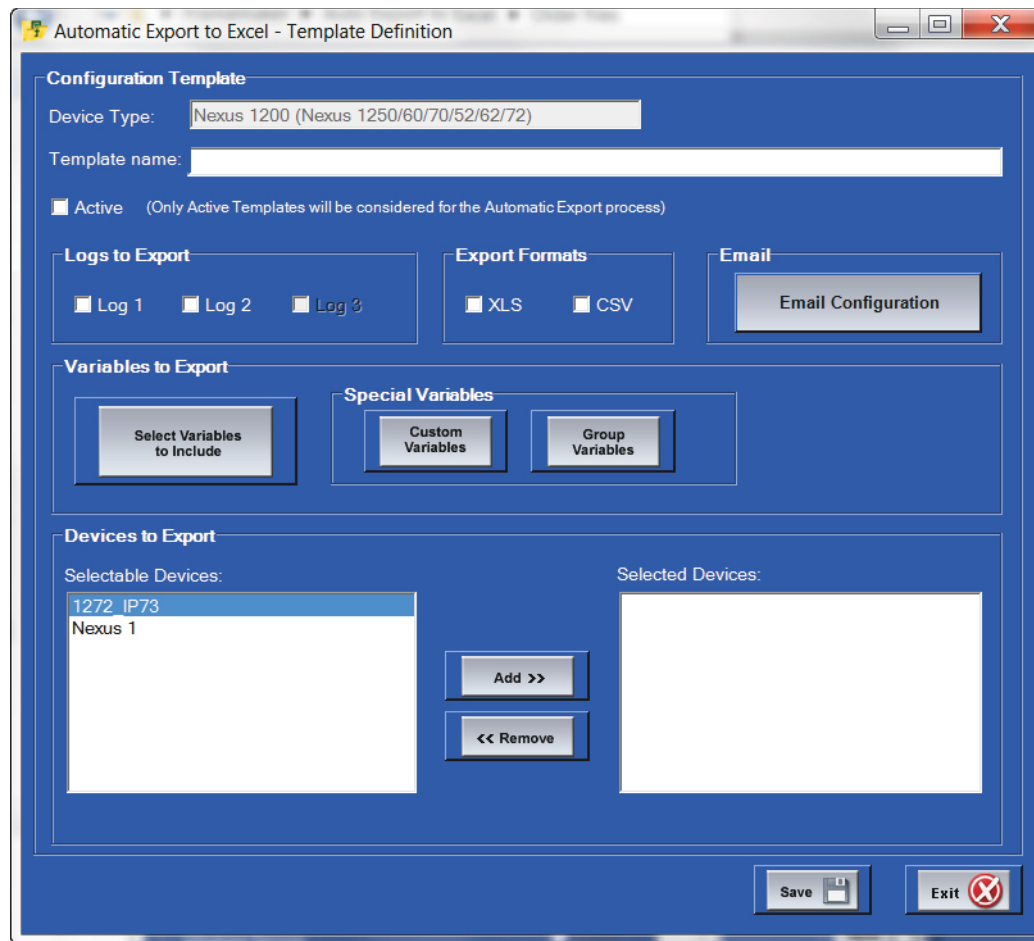 Automatic Export to Excel - Template Definition
Configuration Template
Device Type: Nexus 1200 (Nexus 1250/60/70/52/62/72)
Template name:
Active (Only Active Templates will be considered for the Automatic Export process)
Logs to Export
Log 1 Log 2 Log 3
Export Formats
XLS CSV
Email
Email Configuration
Variables to Export
Select Variables
to Include
Special Variables
Custom
Variables
Group
Variables
Devices to Export
Selectable Devices:
1272_IP73
Nexus 1
Add >>
<< Remove
Selected Devices:
Save
Exit